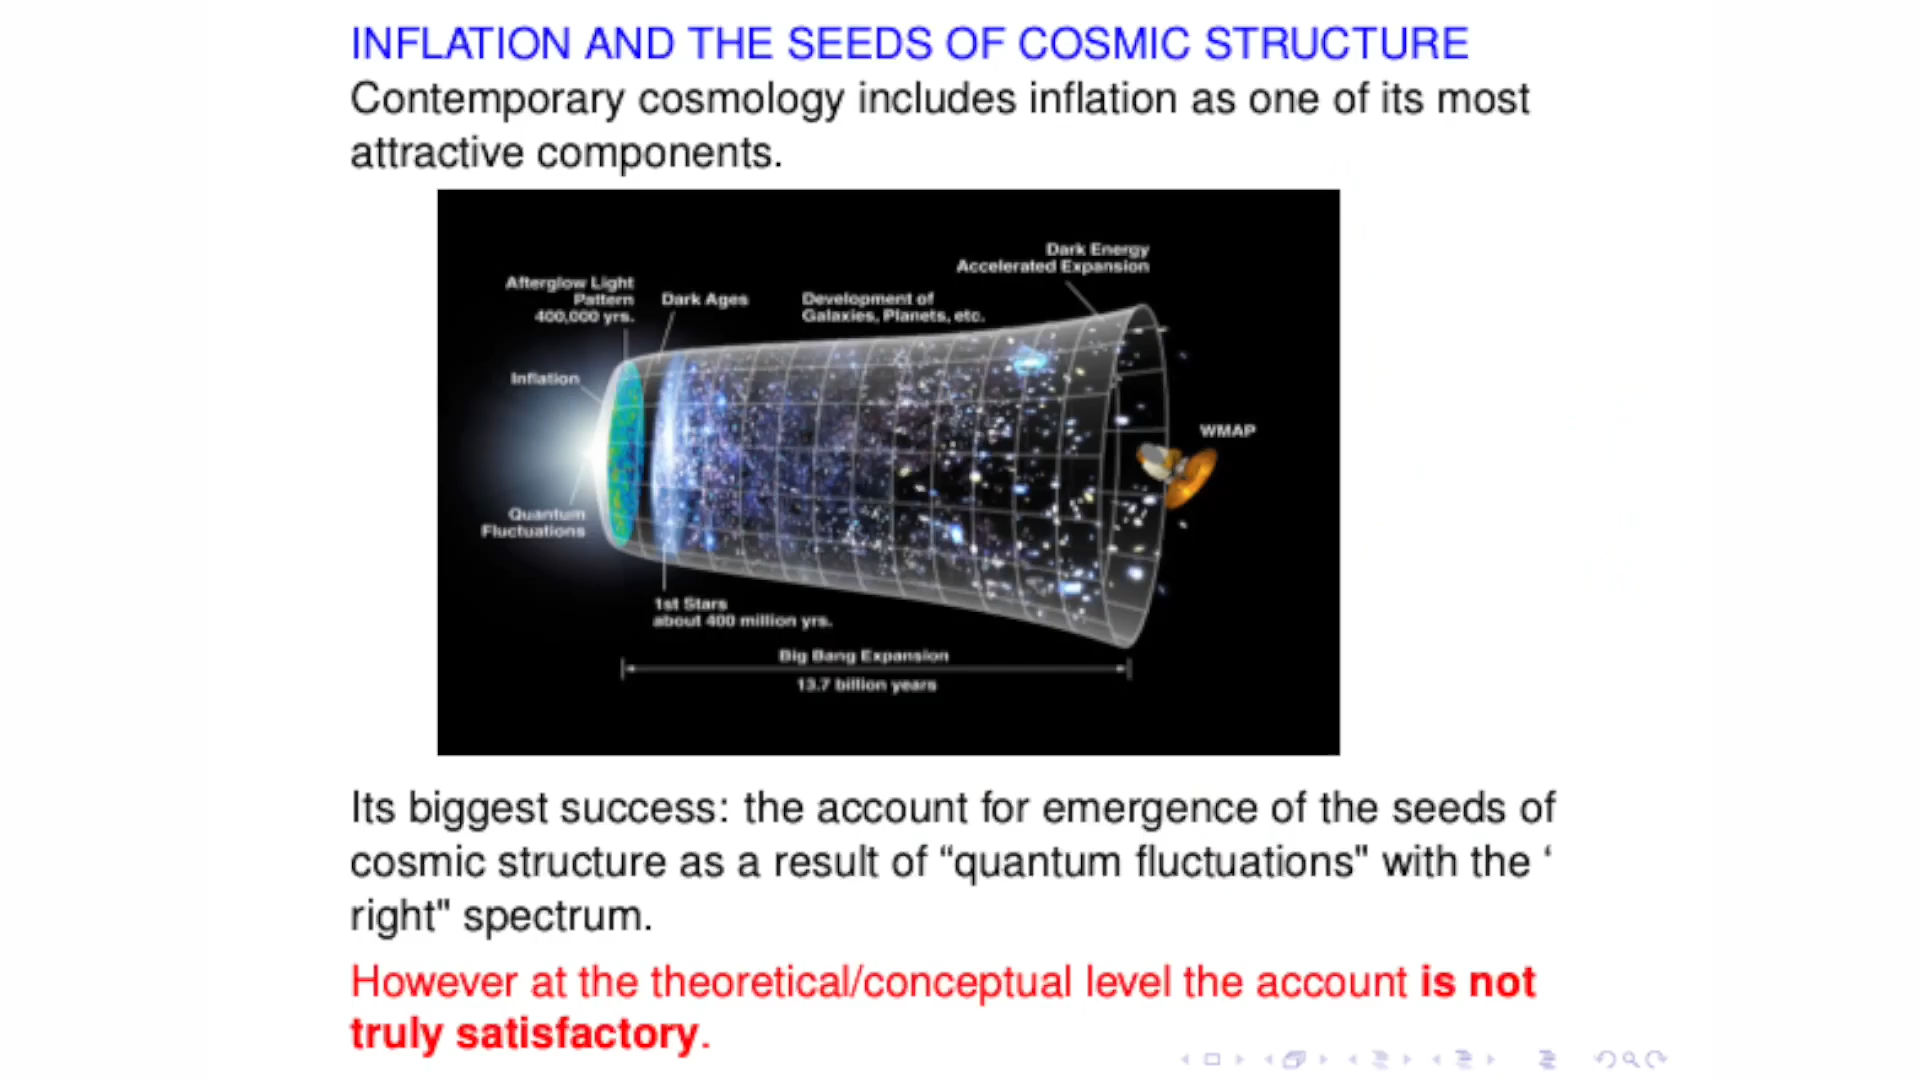 INFLATION AND THE SEEDS OF COSMIC STRUCTURE
Contemporary cosmology includes inflation as one of its most
attractive components.
Dark Energy
Accelerated Expansion
Afterglow Light
Pattern
400,000 yrs.
Dark Ages
Development of
Galaxies, Planets, etc.
Inflation
WMAP
Quantum
Fluctuations
1st Stars
about 400 million yrs.
Big Bang Expansion
13.7 billion years
Its biggest success: the account for emergence of the seeds of
cosmic structure as a result of “quantum fluctuations" with the ‘
right" spectrum.
However at the theoretical/conceptual level the account is not
truly satisfactory.